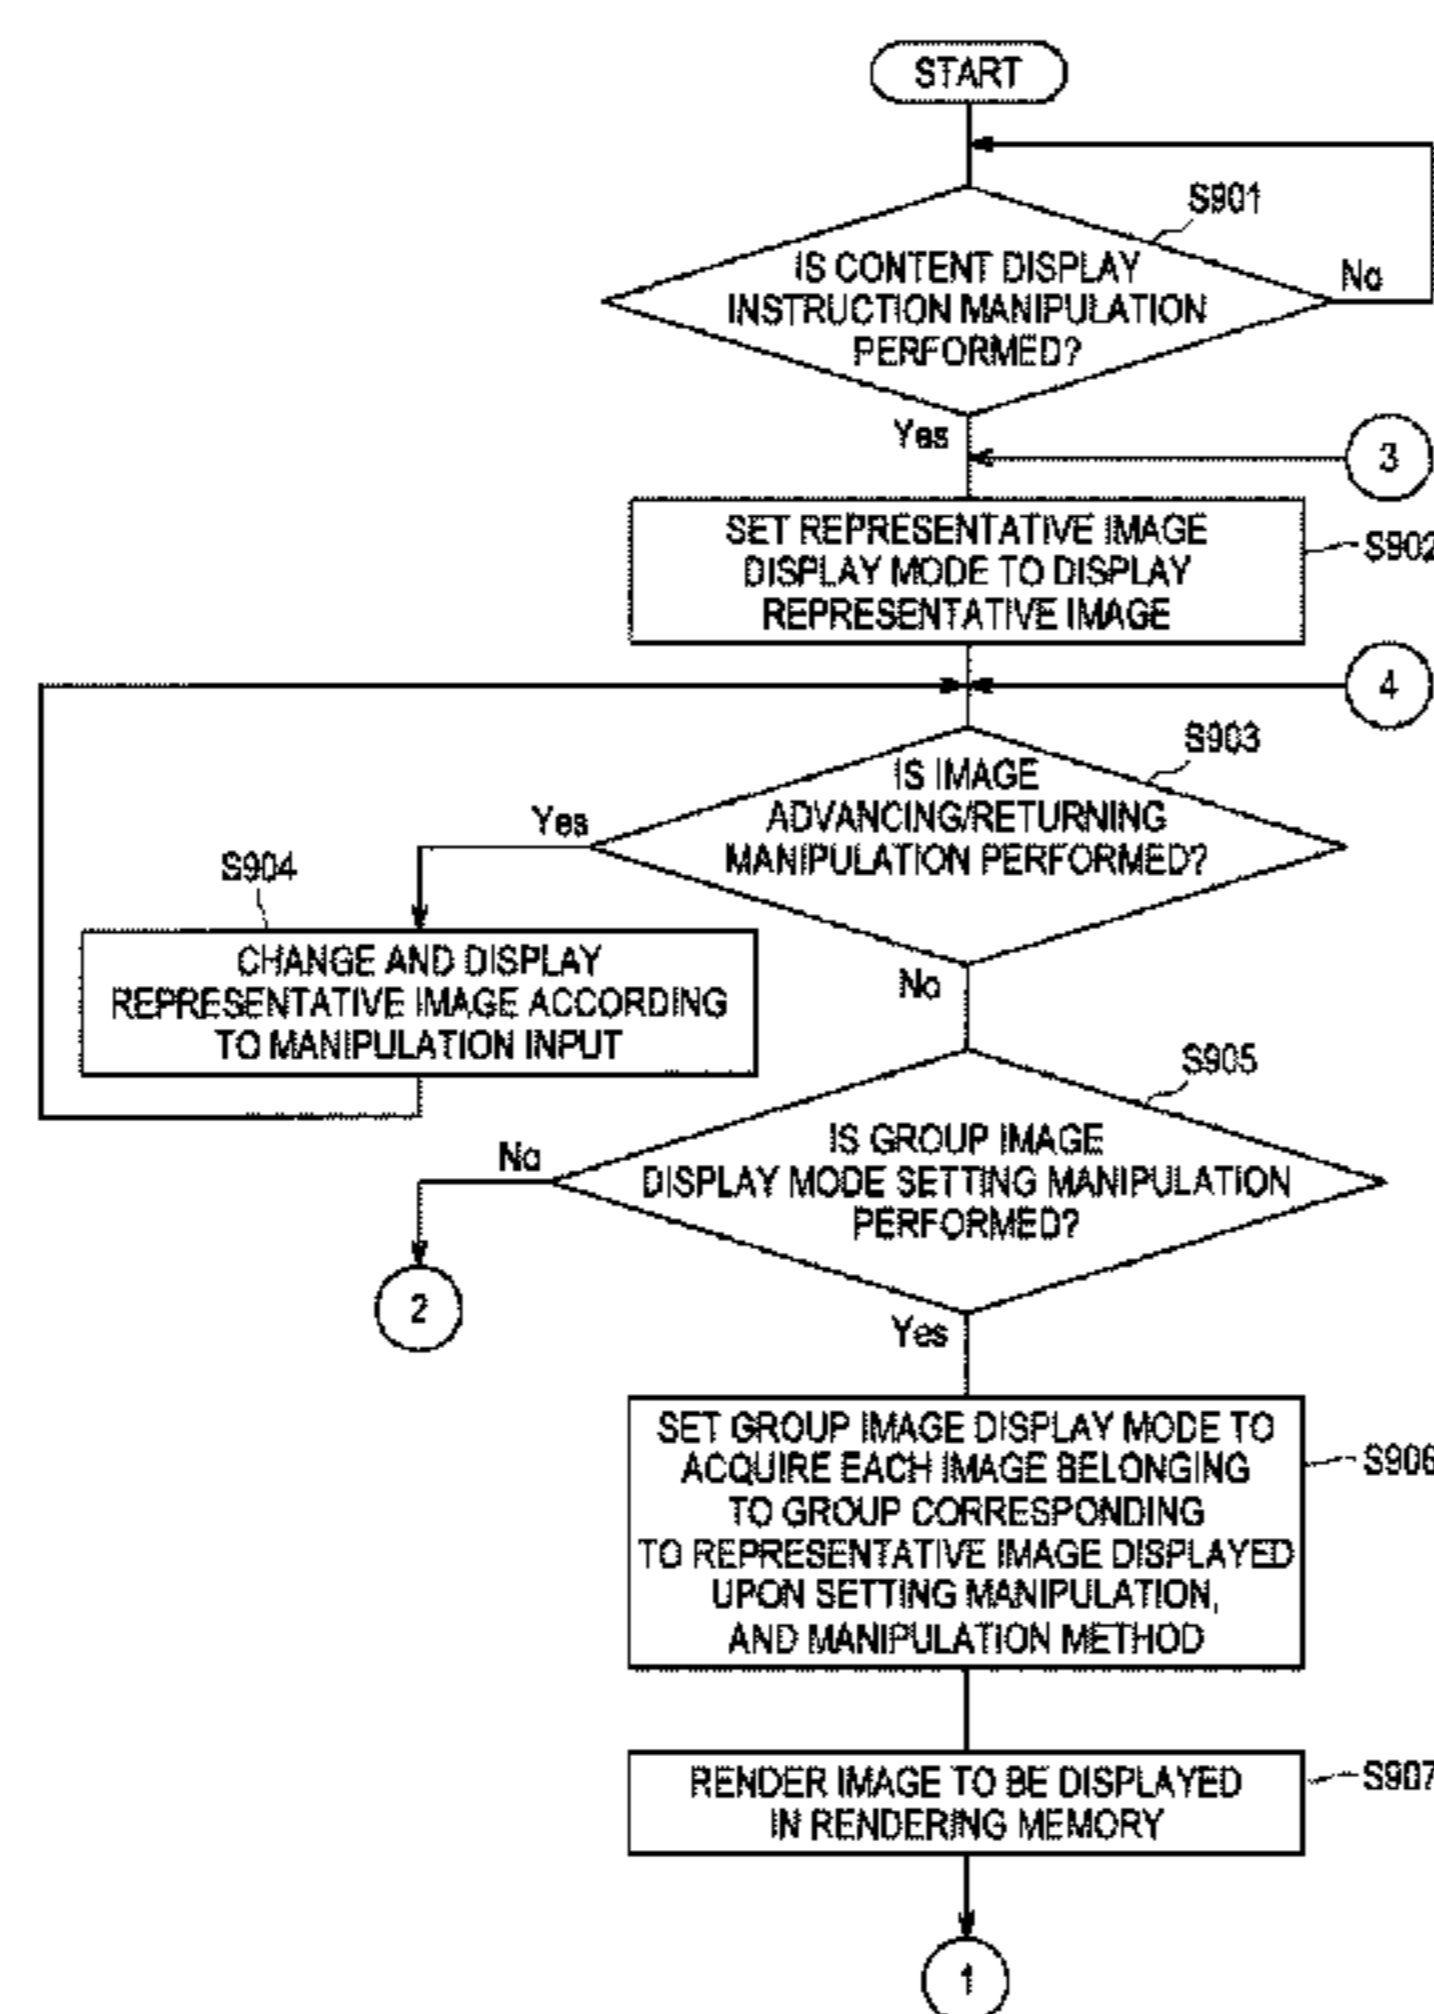 START
S901
IS CONTENT DISPLAY
INSTRUCTION MANIPULATION
PERFORMED?
No
Yes
3
SET REPRESENTATIVE IMAGE
DISPLAY MODE TO DISPLAY
REPRESENTATIVE IMAGE
S902
4
S903
IS IMAGE
ADVANCING/RETURNING
MANIPULATION PERFORMED?
Yes
S904
CHANGE AND DISPLAY
REPRESENTATIVE IMAGE ACCORDING
TO MANIPULATION INPUT
No
S905
IS GROUP IMAGE
DISPLAY MODE SETTING MANIPULATION
PERFORMED?
No
2
Yes
SET GROUP IMAGE DISPLAY MODE TO
ACQUIRE EACH IMAGE BELONGING
TO GROUP CORRESPONDING
TO REPRESENTATIVE IMAGE DISPLAYED
UPON SETTING MANIPULATION,
AND MANIPULATION METHOD
S906
RENDER IMAGE TO BE DISPLAYED
IN RENDERING MEMORY
S907
1